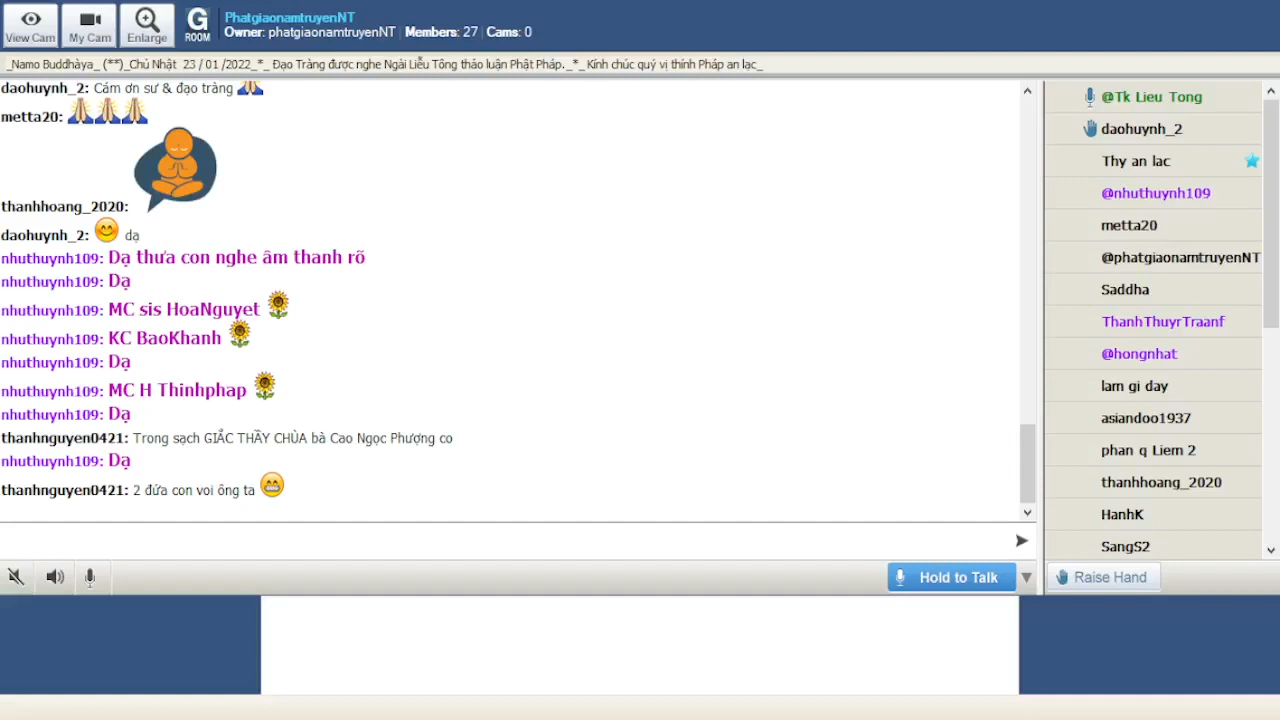 View Cam
My Cam
Enlarge
G
ROOM
PhatgiaonamtruyenNT
Owner: phatgiaonamtruyenNT | Members: 27 | Cams: 0
_Namo Buddhàya_ (**)_Chủ Nhật 23 / 01 /2022_*_ Đạo Tràng được nghe Ngài Liễu Tông thảo luận Phật Pháp._*_Kính chúc quý vị thính Pháp an lạc_
daohuynh_2: Cám ơn sư & đạo tràng
metta20:
thanhhoang_2020:
daohuynh_2: dạ
nhuthuynh109: Dạ thưa con nghe âm thanh rõ
nhuthuynh109: Dạ
nhuthuynh109: MC sis HoaNguyet
nhuthuynh109: KC BaoKhanh
nhuthuynh109: Dạ
nhuthuynh109: MC H Thinhphap
nhuthuynh109: Dạ
thanhnguyen0421: Trong sạch GIẮC THẦY CHÙA bà Cao Ngọc Phượng co
nhuthuynh109: Dạ
thanhnguyen0421: 2 đứa con voi ông ta
@Tk Lieu Tong
daohuynh_2
Thy an lac
@nhuthuynh109
metta20
@phatgiaonamtruyenNT
Saddha
ThanhThuyrTraanf
@hongnhat
lam gi day
asiandoo1937
phan q Liem 2
thanhhoang_2020
HanhK
SangS2
Hold to Talk
Raise Hand